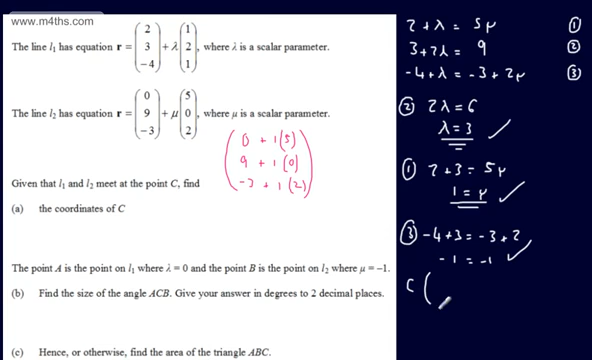 www.m4ths.com
The line l₁ has equation r = (2 3 −4) + λ (1 2 1), where λ is a scalar parameter.
The line l₂ has equation r = (0 9 −3) + μ (5 0 2), where μ is a scalar parameter.
0 + 1(5)
9 + 1(0)
-3 + 1(2)
Given that l₁ and l₂ meet at the point C, find
(a) the coordinates of C
The point A is the point on l₁ where λ = 0 and the point B is the point on l₂ where μ = −1.
(b) Find the size of the angle ACB. Give your answer in degrees to 2 decimal places.
(c) Hence, or otherwise, find the area of the triangle ABC.
2 + λ = 5μ ①
3 + 2λ = 9 ②
-4 + λ = -3 + 2μ ③
② 2λ = 6
λ = 3 ✓
① 2 + 3 = 5μ
1 = μ ✓
③ -4 + 3 = -3 + 2
-1 = -1 ✓
C (